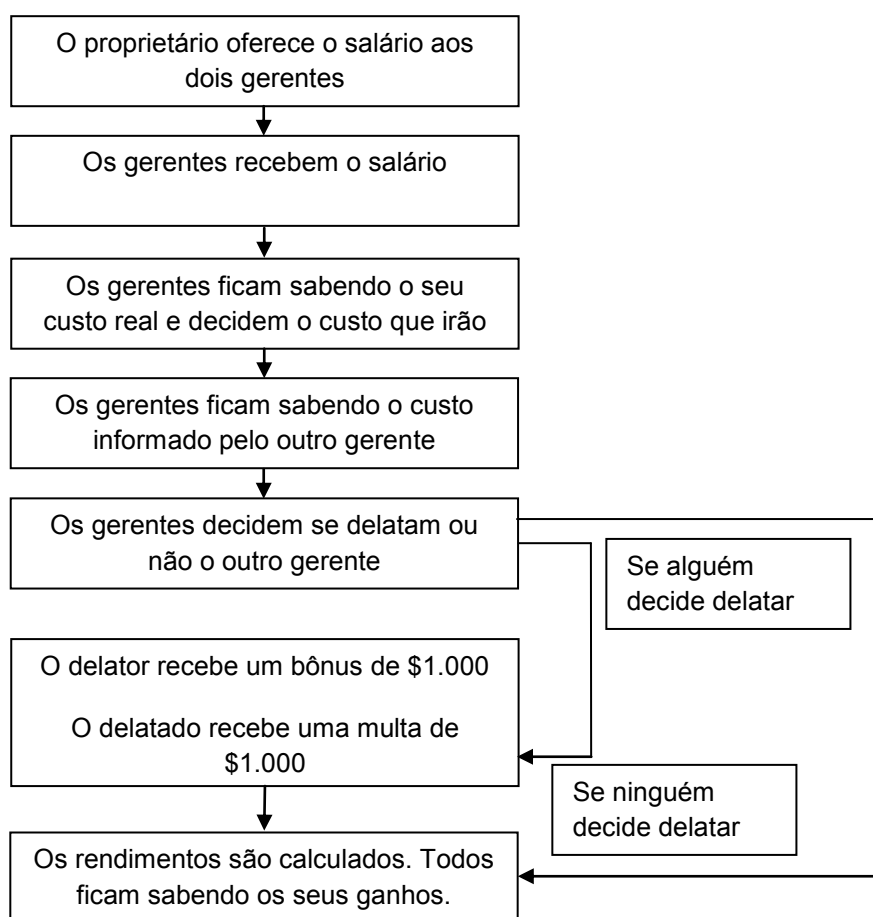 O proprietário oferece o salário aos
dois gerentes
Os gerentes recebem o salário
Os gerentes ficam sabendo o seu
custo real e decidem o custo que irão
Os gerentes ficam sabendo o custo
informado pelo outro gerente
Os gerentes decidem se delatam ou
não o outro gerente
Se alguém
decide delatar
O delator recebe um bônus de $1.000
O delatado recebe uma multa de
$1.000
Se ninguém
decide delatar
Os rendimentos são calculados. Todos
ficam sabendo os seus ganhos.